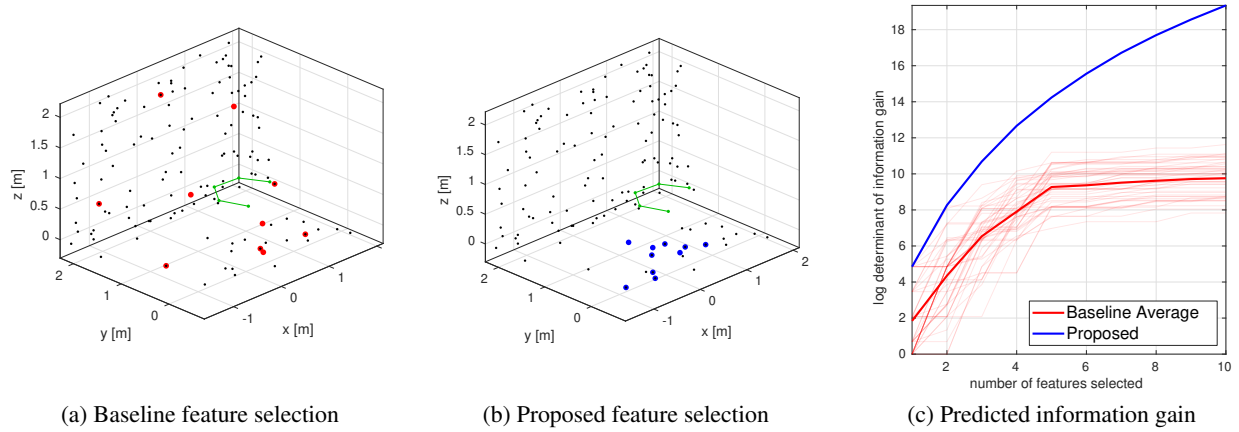 2
1.5
1
0.5
0
z [m]
2
1
0
y [m]
-1
0
1
x [m]
2
1.5
1
0.5
0
z [m]
2
1
0
y [m]
-1
0
1
2
x [m]
18
16
14
12
10
8
6
4
2
0
log determinant of information gain
Baseline Average
Proposed
2
4
6
8
10
number of features selected
(a) Baseline feature selection
(b) Proposed feature selection
(c) Predicted information gain